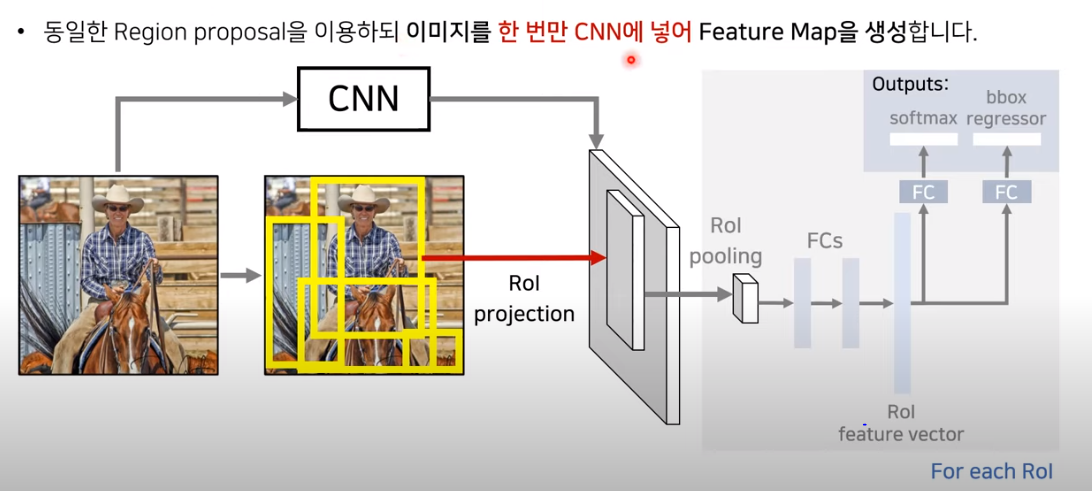 • 동일한 Region proposal을 이용하되 이미지를 한 번만 CNN에 넣어 Feature Map을 생성합니다.
CNN
Outputs:
softmax
bbox
regressor
FC
FC
RoI
pooling
FCs
RoI
projection
RoI
feature vector
For each RoI